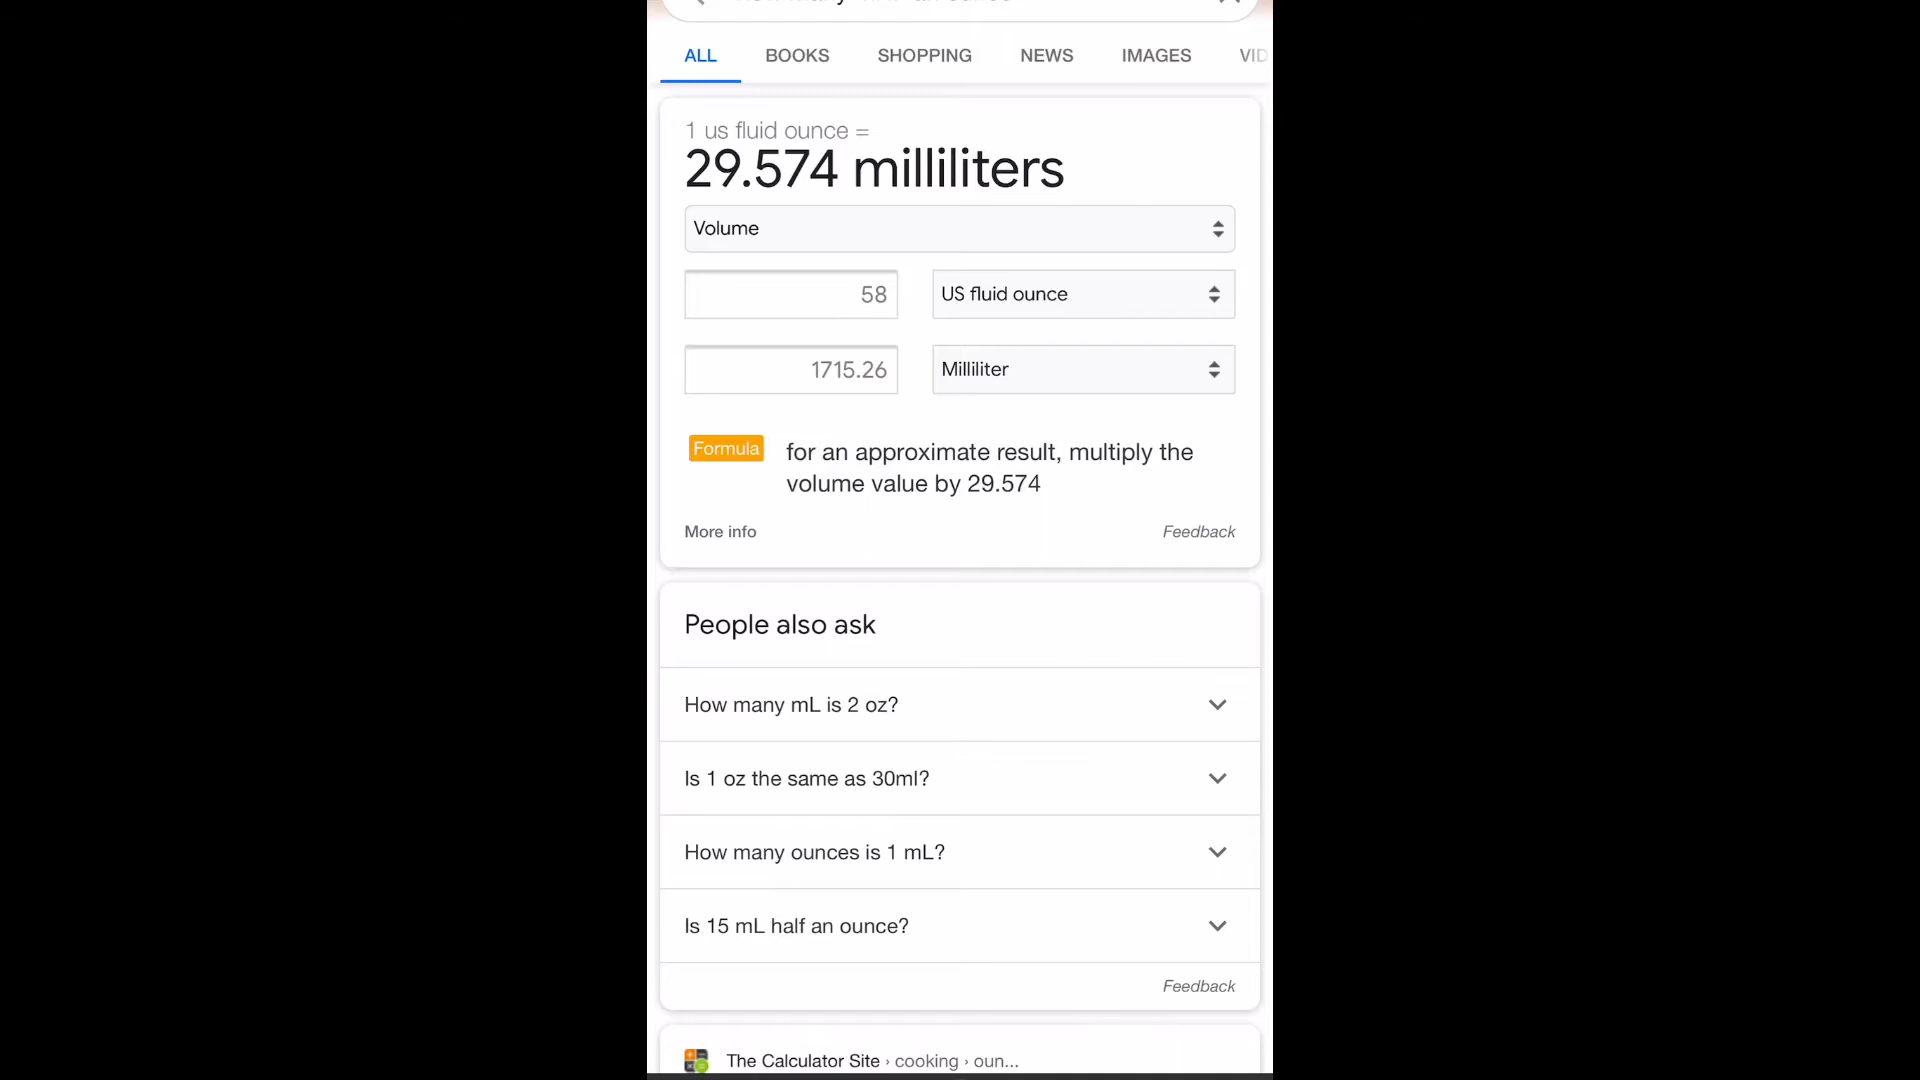 ALL BOOKS SHOPPING NEWS IMAGES VID
1 us fluid ounce =
29.574 milliliters
Volume
58 US fluid ounce
1715.26 Milliliter
Formula for an approximate result, multiply the
volume value by 29.574
More info Feedback
People also ask
How many mL is 2 oz?
Is 1 oz the same as 30ml?
How many ounces is 1 mL?
Is 15 mL half an ounce?
Feedback
The Calculator Site › cooking › oun...